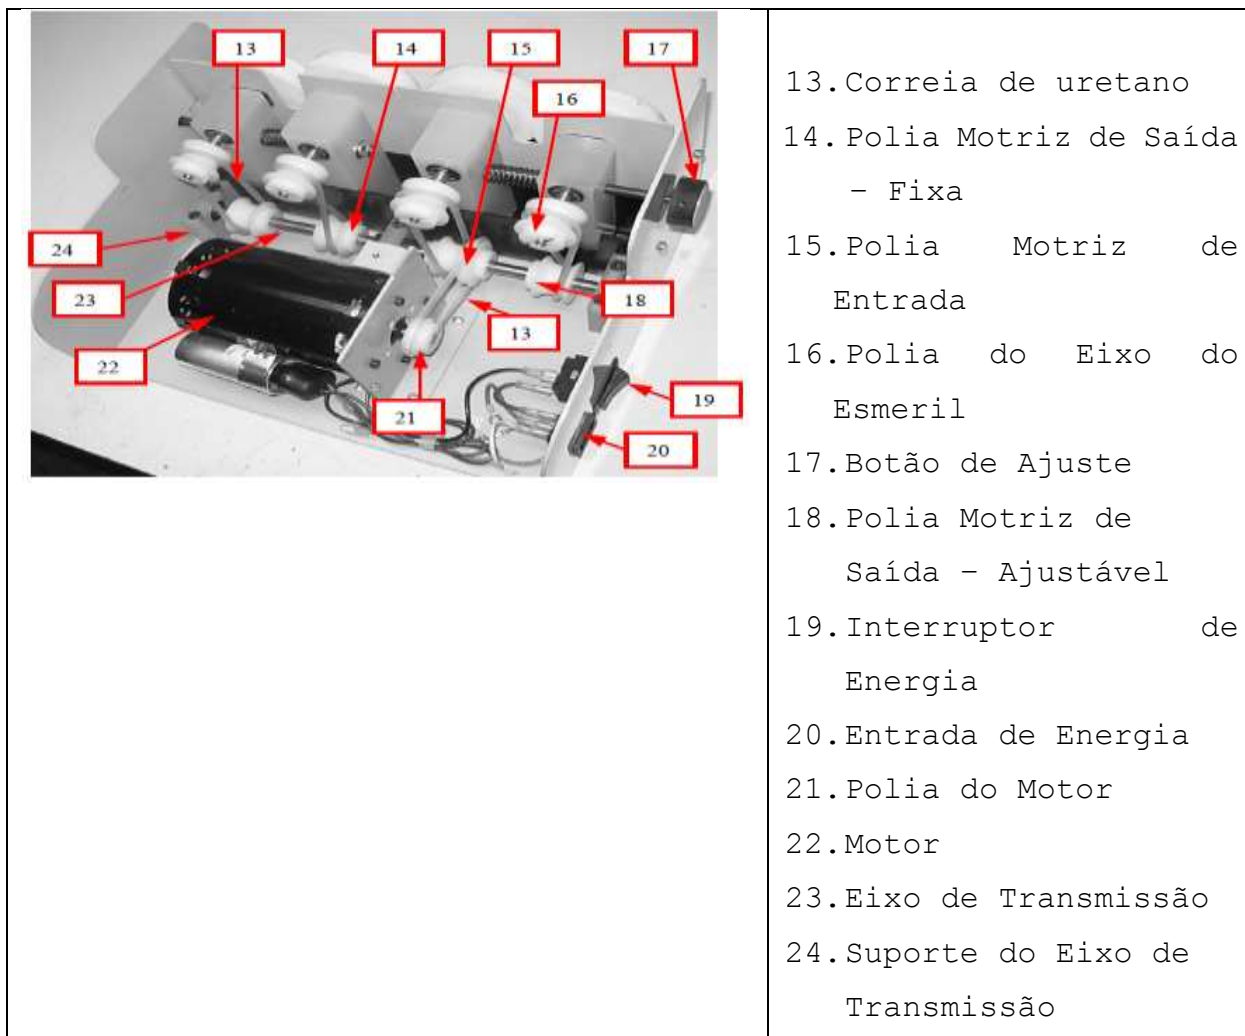 13
14
15
17
16
24
23
18
13
22
21
19
20
13.Correia de uretano
14.Polia Motriz de Saída
– Fixa
15.Polia Motriz de
Entrada
16.Polia do Eixo do
Esmeril
17.Botão de Ajuste
18.Polia Motriz de
Saída – Ajustável
19.Interruptor de
Energia
20.Entrada de Energia
21.Polia do Motor
22.Motor
23.Eixo de Transmissão
24.Suporte do Eixo de
Transmissão